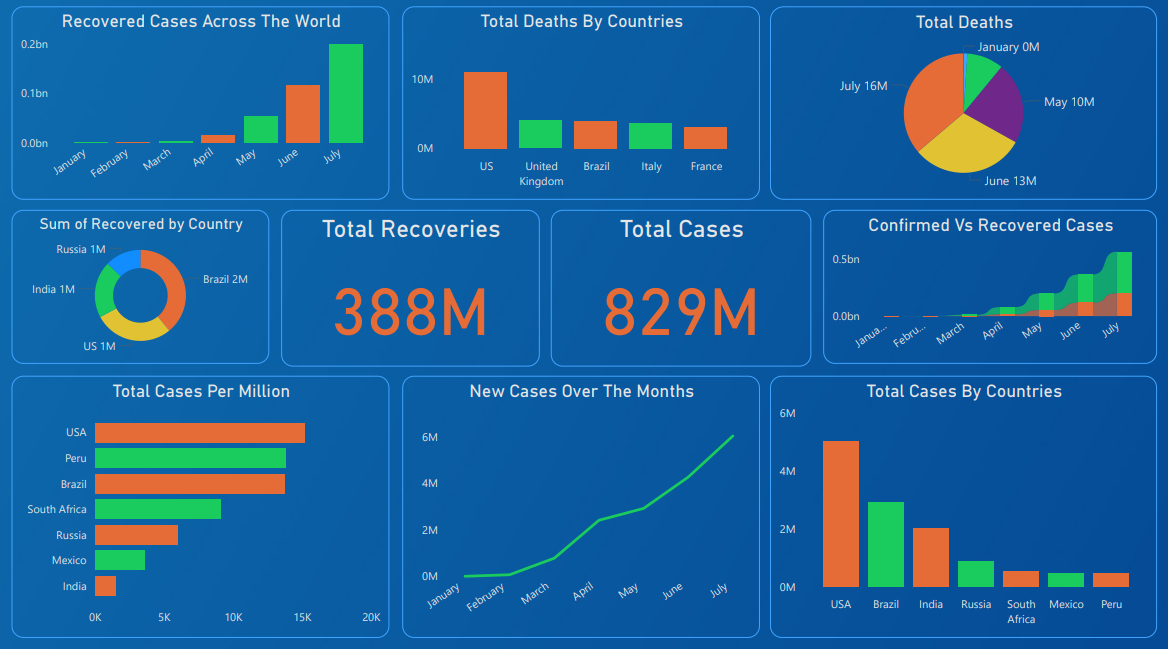 Recovered Cases Across The World
0.2bn
0.1bn
0.0bn
January
February
March
April
May
June
July
Total Deaths By Countries
10M
0M
US
United
Kingdom
Brazil
Italy
France
Total Deaths
January 0M
July 16M
May 10M
June 13M
Sum of Recovered by Country
Russia 1M
Brazil 2M
India 1M
US 1M
Total Recoveries
388M
Total Cases
829M
Confirmed Vs Recovered Cases
0.5bn
0.0bn
Janua...
Febru...
March
April
May
June
July
Total Cases Per Million
USA
Peru
Brazil
South Africa
Russia
Mexico
India
0K
5K
10K
15K
20K
New Cases Over The Months
6M
4M
2M
0M
January
February
March
April
May
June
July
Total Cases By Countries
6M
4M
2M
0M
USA
Brazil
India
Russia
South
Africa
Mexico
Peru